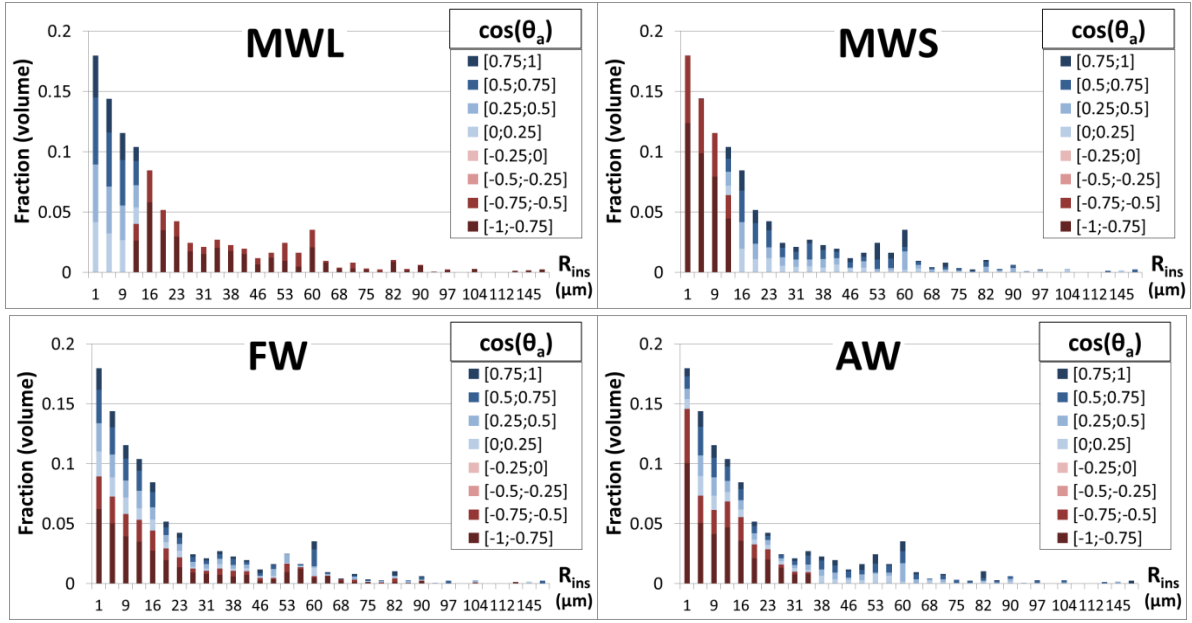 MWL
Fraction (volume)
0.2
0.15
0.1
0.05
0
1 9 16 23 31 38 46 53 60 68 75 82 90 97 104 112 145
R_ins
(μm)
cos(θ_a)
[0.75;1]
[0.5;0.75]
[0.25;0.5]
[0;0.25]
[-0.25;0]
[-0.5;-0.25]
[-0.75;-0.5]
[-1;-0.75]
MWS
Fraction (volume)
0.2
0.15
0.1
0.05
0
1 9 16 23 31 38 46 53 60 68 75 82 90 97 104 112 145
R_ins
(μm)
cos(θ_a)
[0.75;1]
[0.5;0.75]
[0.25;0.5]
[0;0.25]
[-0.25;0]
[-0.5;-0.25]
[-0.75;-0.5]
[-1;-0.75]
FW
Fraction (volume)
0.2
0.15
0.1
0.05
0
1 9 16 23 31 38 46 53 60 68 75 82 90 97 104 112 145
R_ins
(μm)
cos(θ_a)
[0.75;1]
[0.5;0.75]
[0.25;0.5]
[0;0.25]
[-0.25;0]
[-0.5;-0.25]
[-0.75;-0.5]
[-1;-0.75]
AW
Fraction (volume)
0.2
0.15
0.1
0.05
0
1 9 16 23 31 38 46 53 60 68 75 82 90 97 104 112 145
R_ins
(μm)
cos(θ_a)
[0.75;1]
[0.5;0.75]
[0.25;0.5]
[0;0.25]
[-0.25;0]
[-0.5;-0.25]
[-0.75;-0.5]
[-1;-0.75]